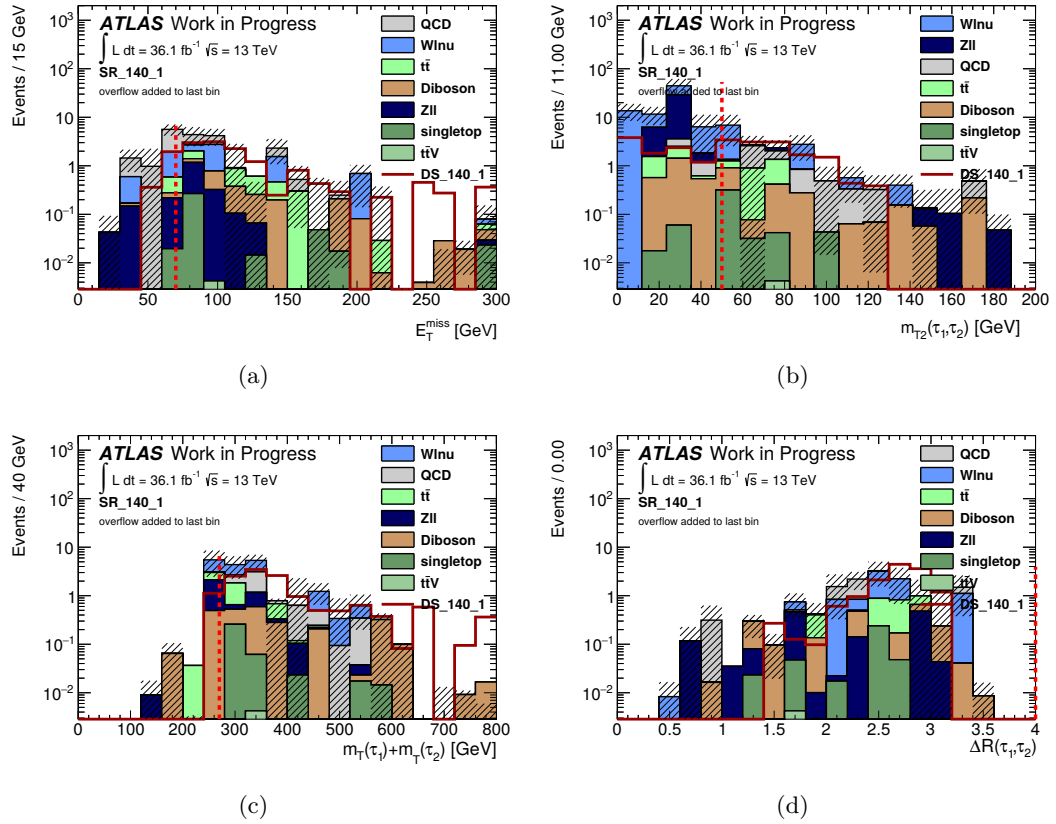 Events / 15 GeV
10³
10²
10
1
10⁻¹
10⁻²
ATLAS Work in Progress
∫ L dt = 36.1 fb⁻¹ √s = 13 TeV
SR_140_1
overflow added to last bin
QCD
Wlnu
tt̄
Diboson
Zll
singletop
tt̄V
DS_140_1
0 50 100 150 200 250 300
E_T^miss [GeV]
(a)
Events / 11.00 GeV
10³
10²
10
1
10⁻¹
10⁻²
ATLAS Work in Progress
∫ L dt = 36.1 fb⁻¹ √s = 13 TeV
SR_140_1
overflow added to last bin
Wlnu
Zll
QCD
tt̄
Diboson
singletop
tt̄V
DS_140_1
0 20 40 60 80 100 120 140 160 180 200
m_T2(τ₁,τ₂) [GeV]
(b)
Events / 40 GeV
10³
10²
10
1
10⁻¹
10⁻²
ATLAS Work in Progress
∫ L dt = 36.1 fb⁻¹ √s = 13 TeV
SR_140_1
overflow added to last bin
Wlnu
QCD
tt̄
Zll
Diboson
singletop
tt̄V
DS_140_1
0 100 200 300 400 500 600 700 800
m_T(τ₁)+m_T(τ₂) [GeV]
(c)
Events / 0.00
10³
10²
10
1
10⁻¹
10⁻²
ATLAS Work in Progress
∫ L dt = 36.1 fb⁻¹ √s = 13 TeV
SR_140_1
overflow added to last bin
QCD
Wlnu
tt̄
Diboson
Zll
singletop
tt̄V
DS_140_1
0 0.5 1 1.5 2 2.5 3 3.5 4
ΔR(τ₁,τ₂)
(d)